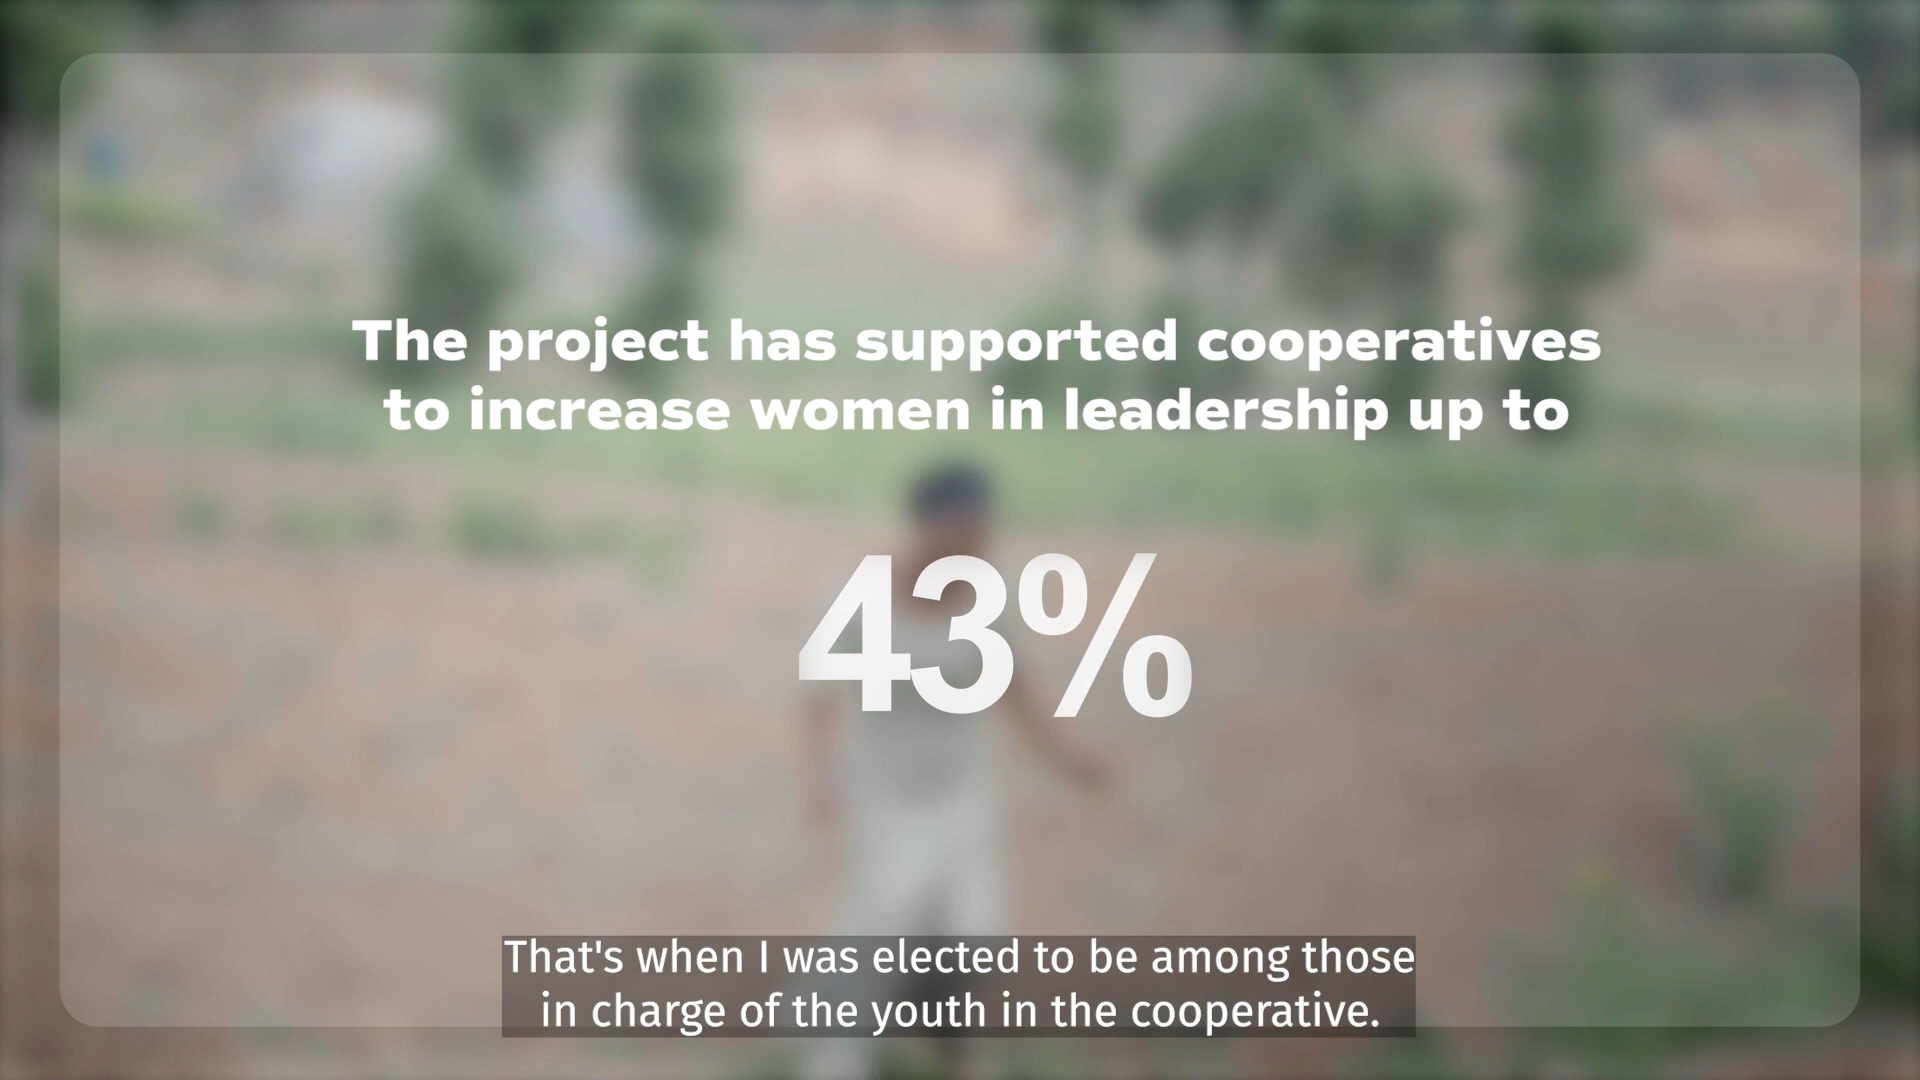 The project has supported cooperatives
to increase women in leadership up to
43%
That's when I was elected to be among those
in charge of the youth in the cooperative.